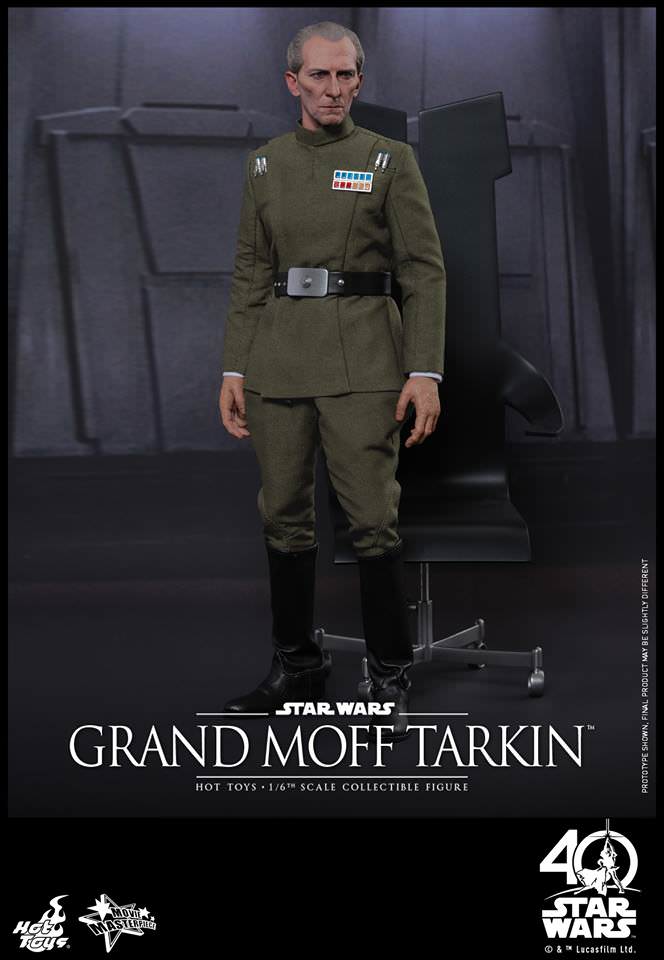 STAR WARS
GRAND MOFF TARKIN™
HOT TOYS • 1/6TH SCALE COLLECTIBLE FIGURE
PROTOTYPE SHOWN, FINAL PRODUCT MAY BE SLIGHTLY DIFFERENT
Hot Toys.
MOVIE MASTERPIECE
40
STAR WARS
© & ™ Lucasfilm Ltd.